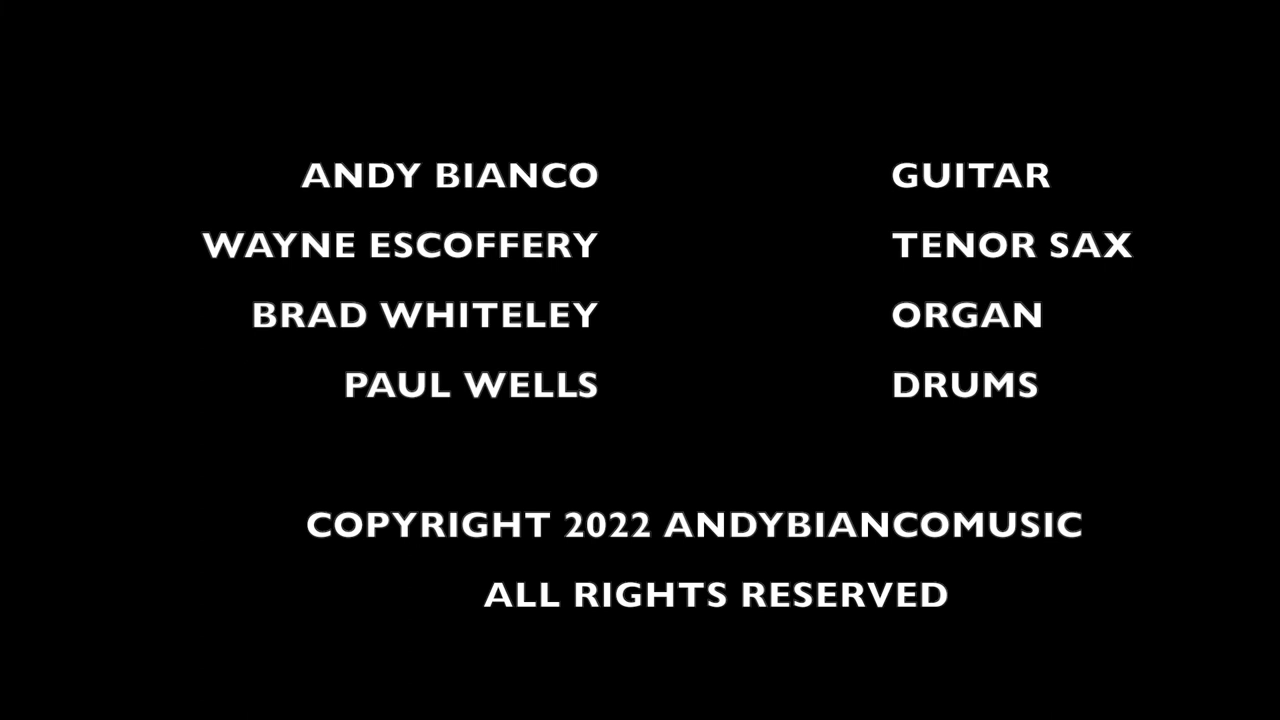 ANDY BIANCO GUITAR
WAYNE ESCOFFERY TENOR SAX
BRAD WHITELEY ORGAN
PAUL WELLS DRUMS
COPYRIGHT 2022 ANDYBIANCOMUSIC
ALL RIGHTS RESERVED